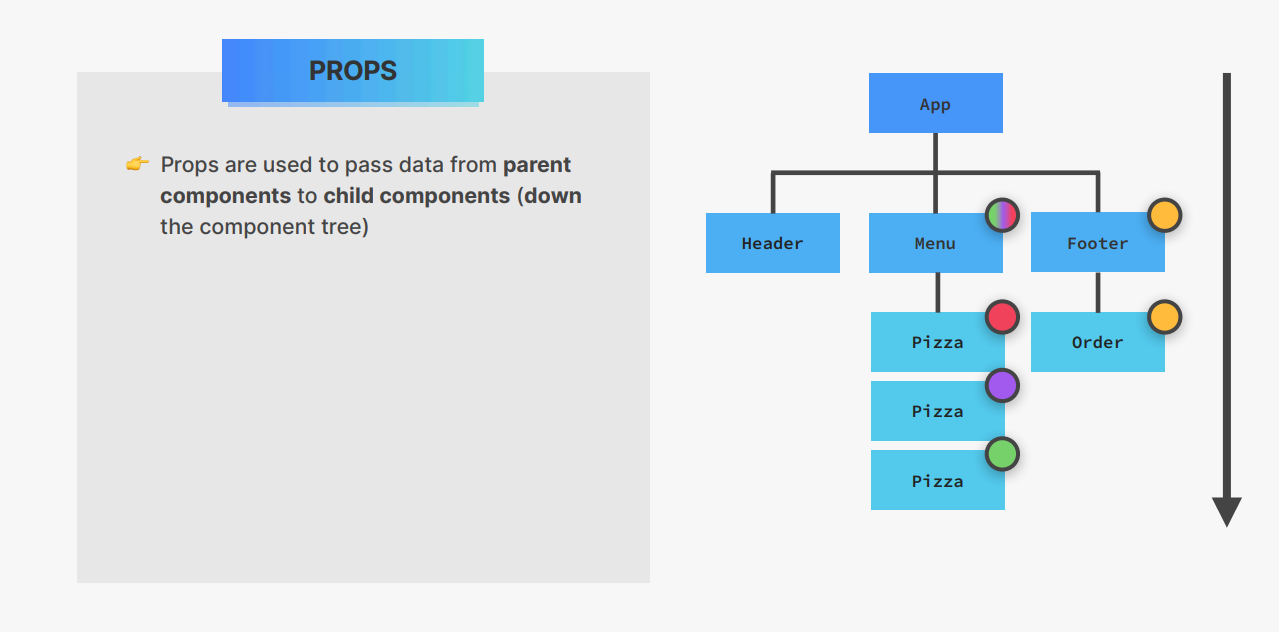 PROPS
👉 Props are used to pass data from parent
components to child components (down
the component tree)
App
Header
Menu
Footer
Pizza
Order
Pizza
Pizza